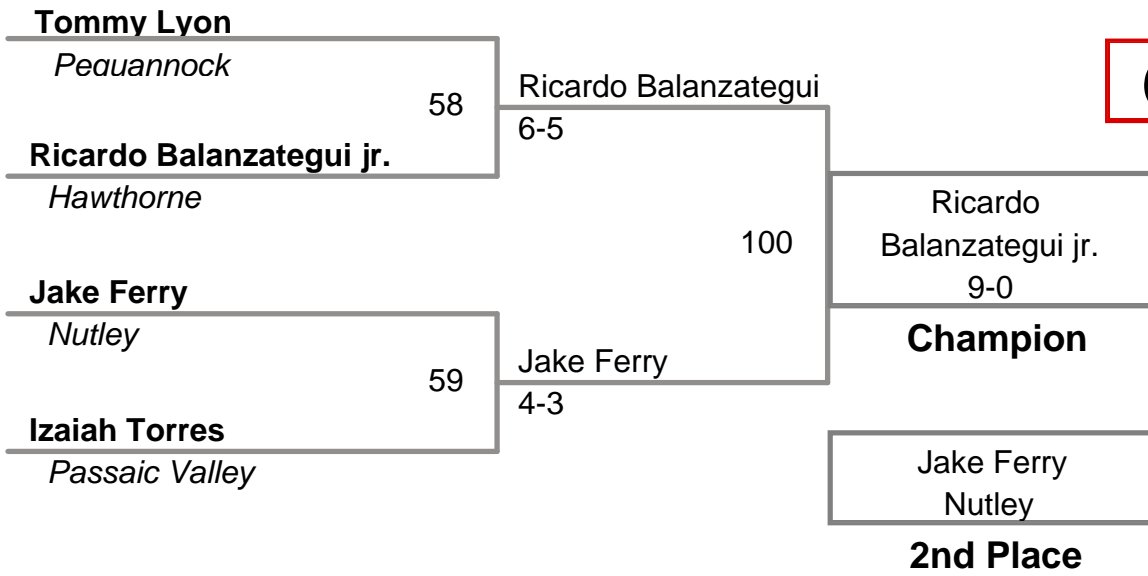 Tommy Lyon
Pequannock
58
Ricardo Balanzategui jr.
Hawthorne
Ricardo Balanzategui
6-5
Jake Ferry
Nutley
59
Izaiah Torres
Passaic Valley
Jake Ferry
4-3
100
Ricardo
Balanzategui jr.
9-0
Champion
Jake Ferry
Nutley
2nd Place